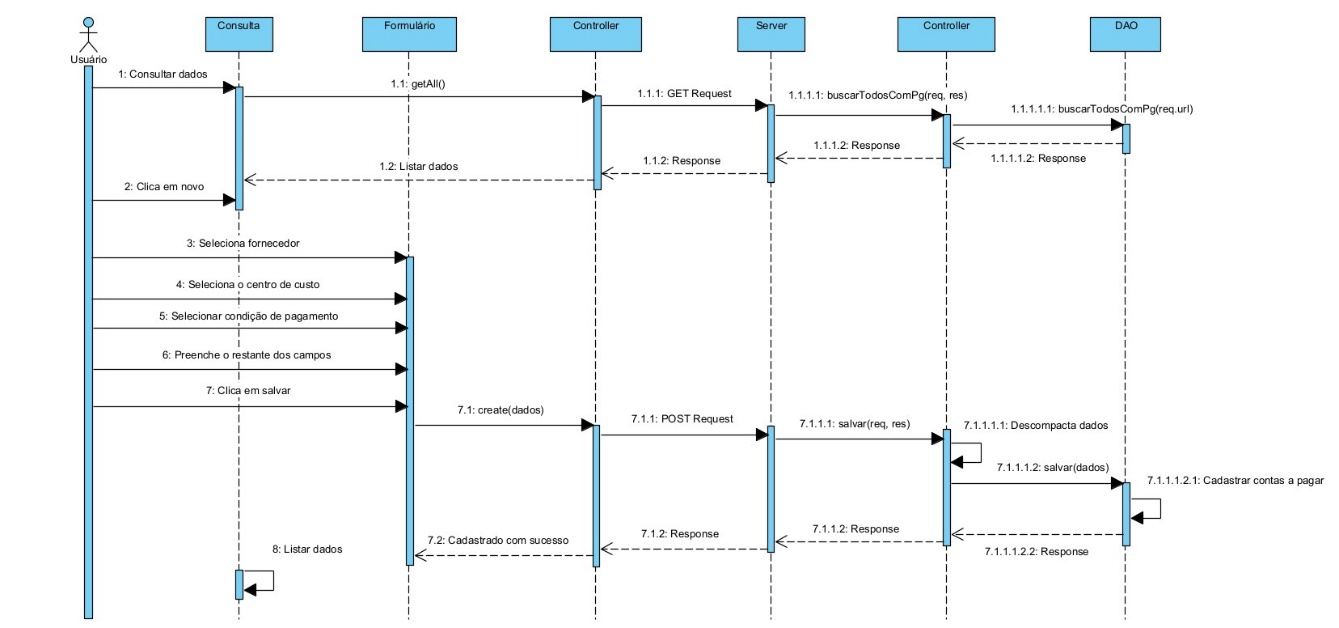 Consulta
Formulário
Controller
Server
Controller
DAO
Usuário
1: Consultar dados
1.1: getAll()
1.1.1: GET Request
1.1.1.1: buscarTodosComPg(req, res)
1.1.1.1.1: buscarTodosComPg(req.url)
1.1.1.1.2: Response
1.1.1.2: Response
1.1.2: Response
1.2: Listar dados
2: Clica em novo
3: Seleciona fornecedor
4: Seleciona o centro de custo
5: Selecionar condição de pagamento
6: Preenche o restante dos campos
7: Clica em salvar
7.1: create(dados)
7.1.1: POST Request
7.1.1.1: salvar(req, res)
7.1.1.1.1: Descompacta dados
7.1.1.1.2: salvar(dados)
7.1.1.1.2.1: Cadastrar contas a pagar
7.1.1.1.2.2: Response
7.1.1.2: Response
7.1.2: Response
7.2: Cadastrado com sucesso
8: Listar dados